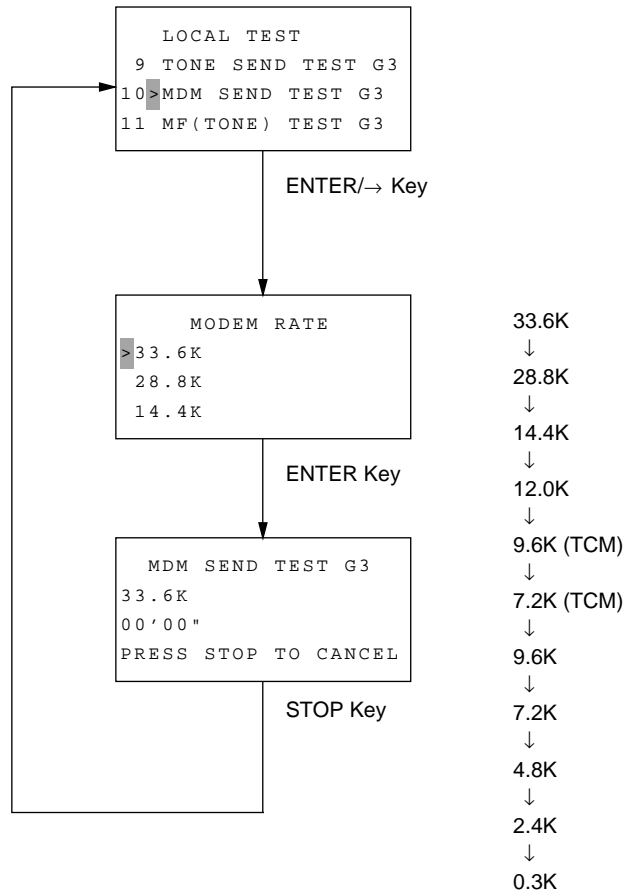 LOCAL TEST
9 TONE SEND TEST G3
10>MDM SEND TEST G3
11 MF(TONE) TEST G3
ENTER/→ Key
MODEM RATE
>33.6K
28.8K
14.4K
ENTER Key
MDM SEND TEST G3
33.6K
00'00"
PRESS STOP TO CANCEL
STOP Key
33.6K
↓
28.8K
↓
14.4K
↓
12.0K
↓
9.6K (TCM)
↓
7.2K (TCM)
↓
9.6K
↓
7.2K
↓
4.8K
↓
2.4K
↓
0.3K